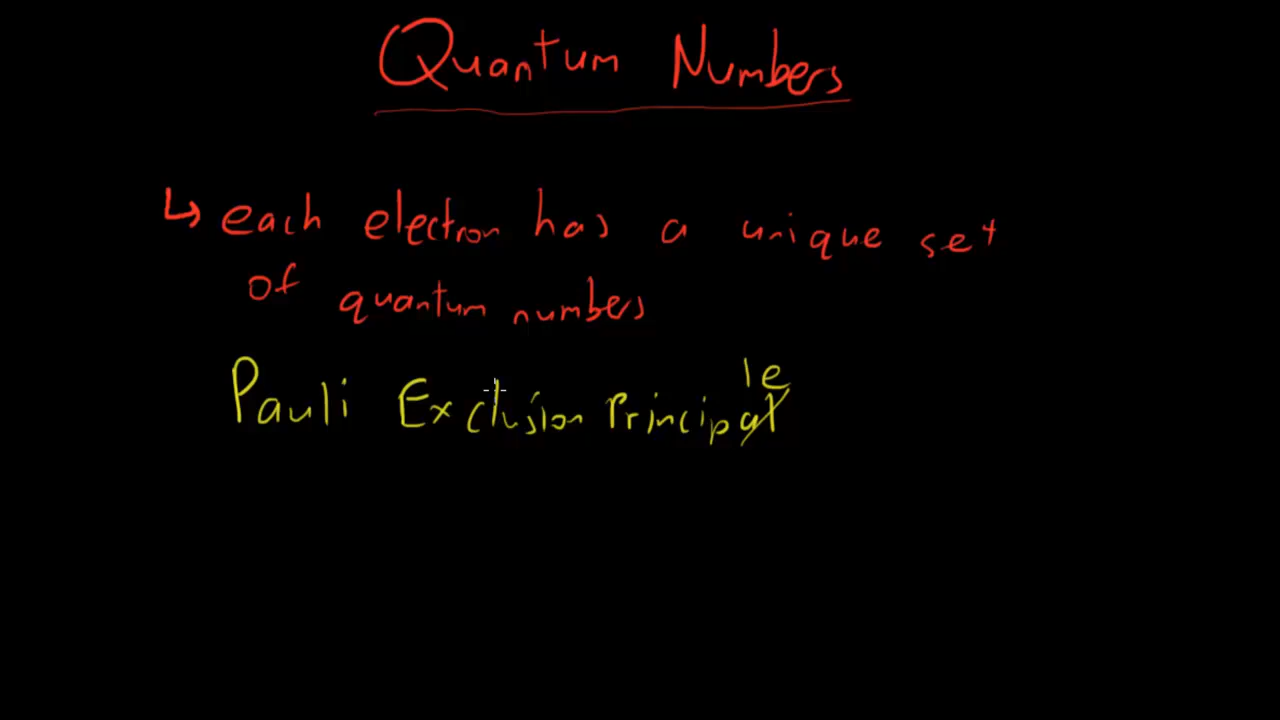 Quantum Numbers
↳ each electron has a unique set
of quantum numbers
le
Pauli Exclusion Principal